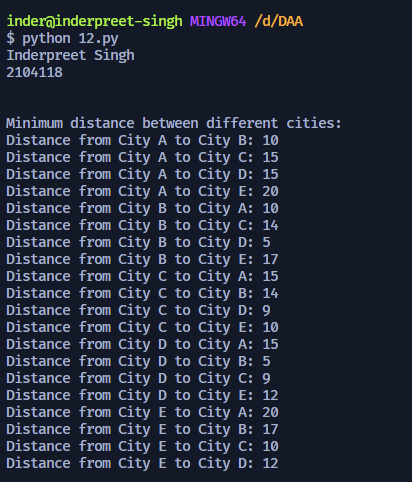 inder@inderpreet-singh MINGW64 /d/DAA
$ python 12.py
Inderpreet Singh
2104118
Minimum distance between different cities:
Distance from City A to City B: 10
Distance from City A to City C: 15
Distance from City A to City D: 15
Distance from City A to City E: 20
Distance from City B to City A: 10
Distance from City B to City C: 14
Distance from City B to City D: 5
Distance from City B to City E: 17
Distance from City C to City A: 15
Distance from City C to City B: 14
Distance from City C to City D: 9
Distance from City C to City E: 10
Distance from City D to City A: 15
Distance from City D to City B: 5
Distance from City D to City C: 9
Distance from City D to City E: 12
Distance from City E to City A: 20
Distance from City E to City B: 17
Distance from City E to City C: 10
Distance from City E to City D: 12